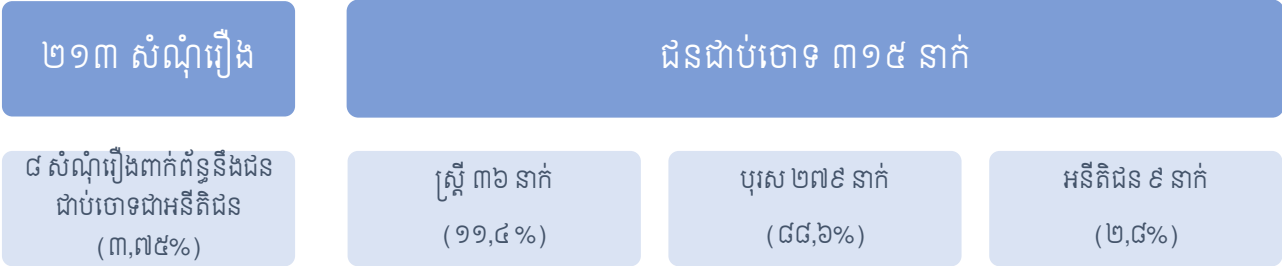 ២១៣ សំណុំរឿង
ជនជាប់ចោទ ៣១៥ នាក់
៨ សំណុំរឿងពាក់ព័ន្ធនឹងជន
ជាប់ចោទជាអនីតិជន
(៣,៧៥%)
ស្ត្រី ៣៦ នាក់
(១១,៤ %)
បុរស ២៧៩ នាក់
(៨៨,៦%)
អនីតិជន ៩ នាក់
(២,៨%)